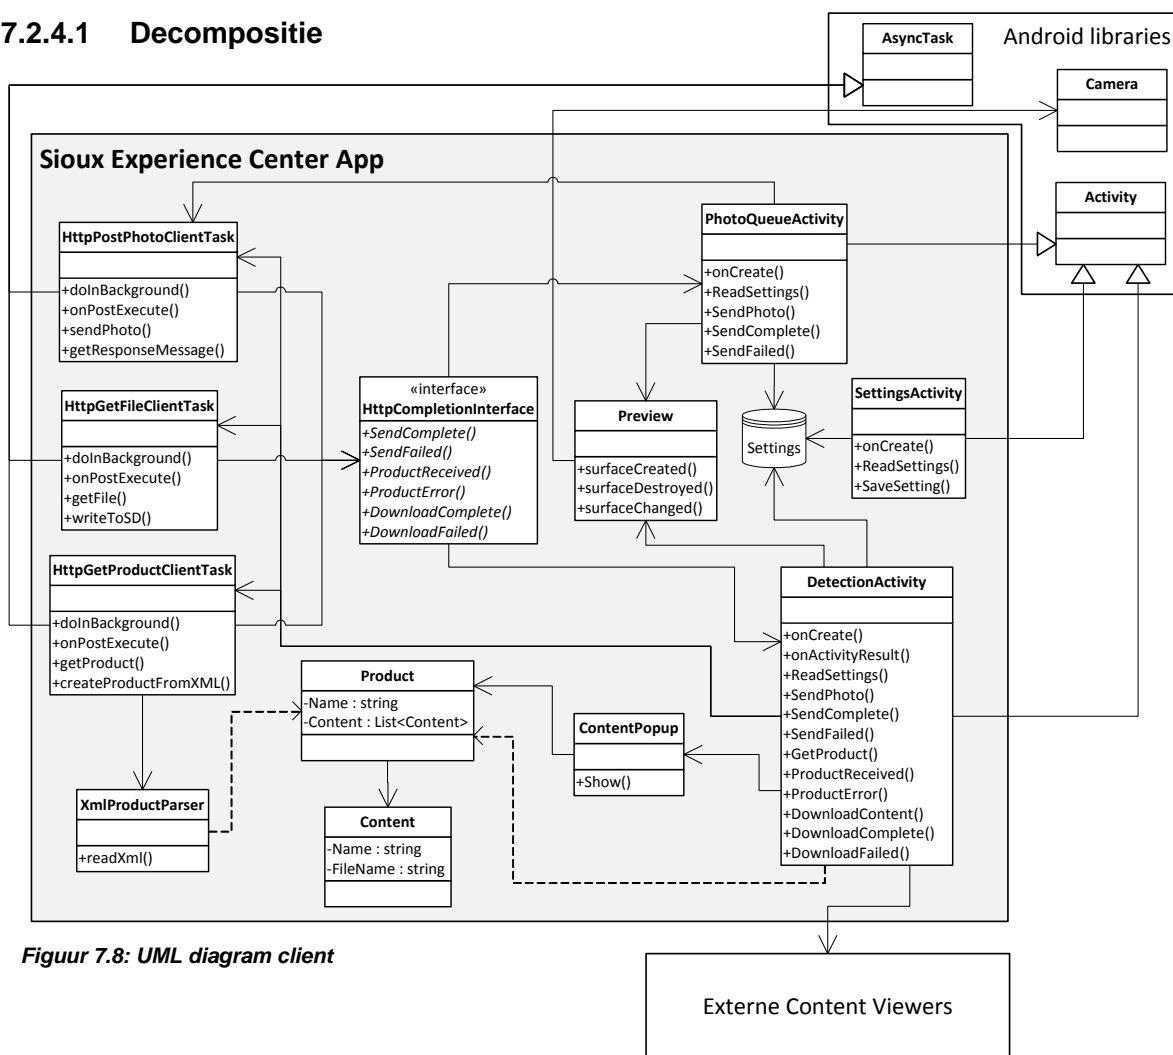 7.2.4.1 Decompositie
Android libraries
AsyncTask
Camera
Activity
Sioux Experience Center App
HttpPostPhotoClientTask
+doInBackground()
+onPostExecute()
+sendPhoto()
+getResponseMessage()
PhotoQueueActivity
+onCreate()
+ReadSettings()
+SendPhoto()
+SendComplete()
+SendFailed()
HttpGetFileClientTask
+doInBackground()
+onPostExecute()
+getFile()
+writeToSD()
«interface»
HttpCompletionInterface
+SendComplete()
+SendFailed()
+ProductReceived()
+ProductError()
+DownloadComplete()
+DownloadFailed()
Preview
+surfaceCreated()
+surfaceDestroyed()
+surfaceChanged()
Settings
SettingsActivity
+onCreate()
+ReadSettings()
+SaveSetting()
HttpGetProductClientTask
+doInBackground()
+onPostExecute()
+getProduct()
+createProductFromXML()
DetectionActivity
+onCreate()
+onActivityResult()
+ReadSettings()
+SendPhoto()
+SendComplete()
+SendFailed()
+GetProduct()
+ProductReceived()
+ProductError()
+DownloadContent()
+DownloadComplete()
+DownloadFailed()
Product
-Name : string
-Content : List<Content>
ContentPopup
+Show()
XmlProductParser
+readXml()
Content
-Name : string
-FileName : string
Figuur 7.8: UML diagram client
Externe Content Viewers